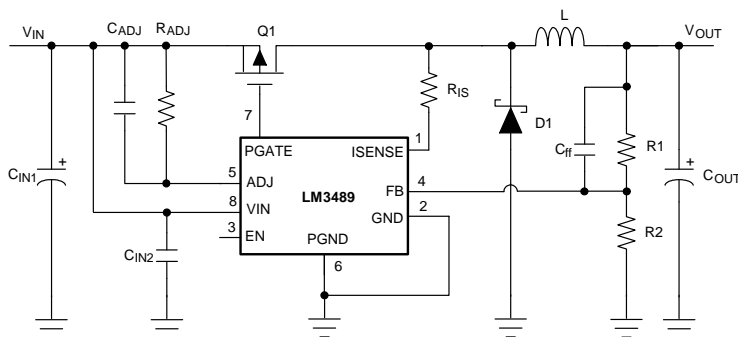 VIN
CADJ
RADJ
Q1
L
VOUT
RIS
7
1
PGATE
ISENSE
D1
Cff
R1
CIN1
5
ADJ
LM3489
FB
4
COUT
8
VIN
GND
2
3
EN
PGND
R2
CIN2
6